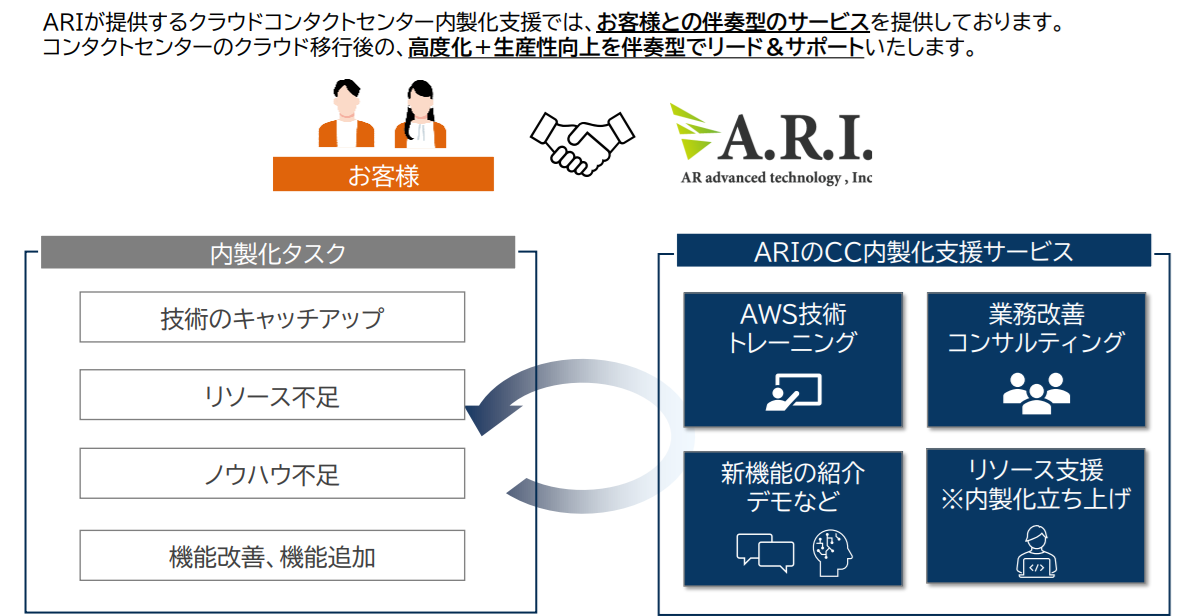 ARIが提供するクラウドコンタクトセンター内製化支援では、お客様との伴奏型のサービスを提供しております。
コンタクトセンターのクラウド移行後の、高度化＋生産性向上を伴奏型でリード＆サポートいたします。
お客様
A.R.I.
AR advanced technology , Inc
内製化タスク
技術のキャッチアップ
リソース不足
ノウハウ不足
機能改善、機能追加
ARIのCC内製化支援サービス
AWS技術
トレーニング
業務改善
コンサルティング
新機能の紹介
デモなど
リソース支援
※内製化立ち上げ